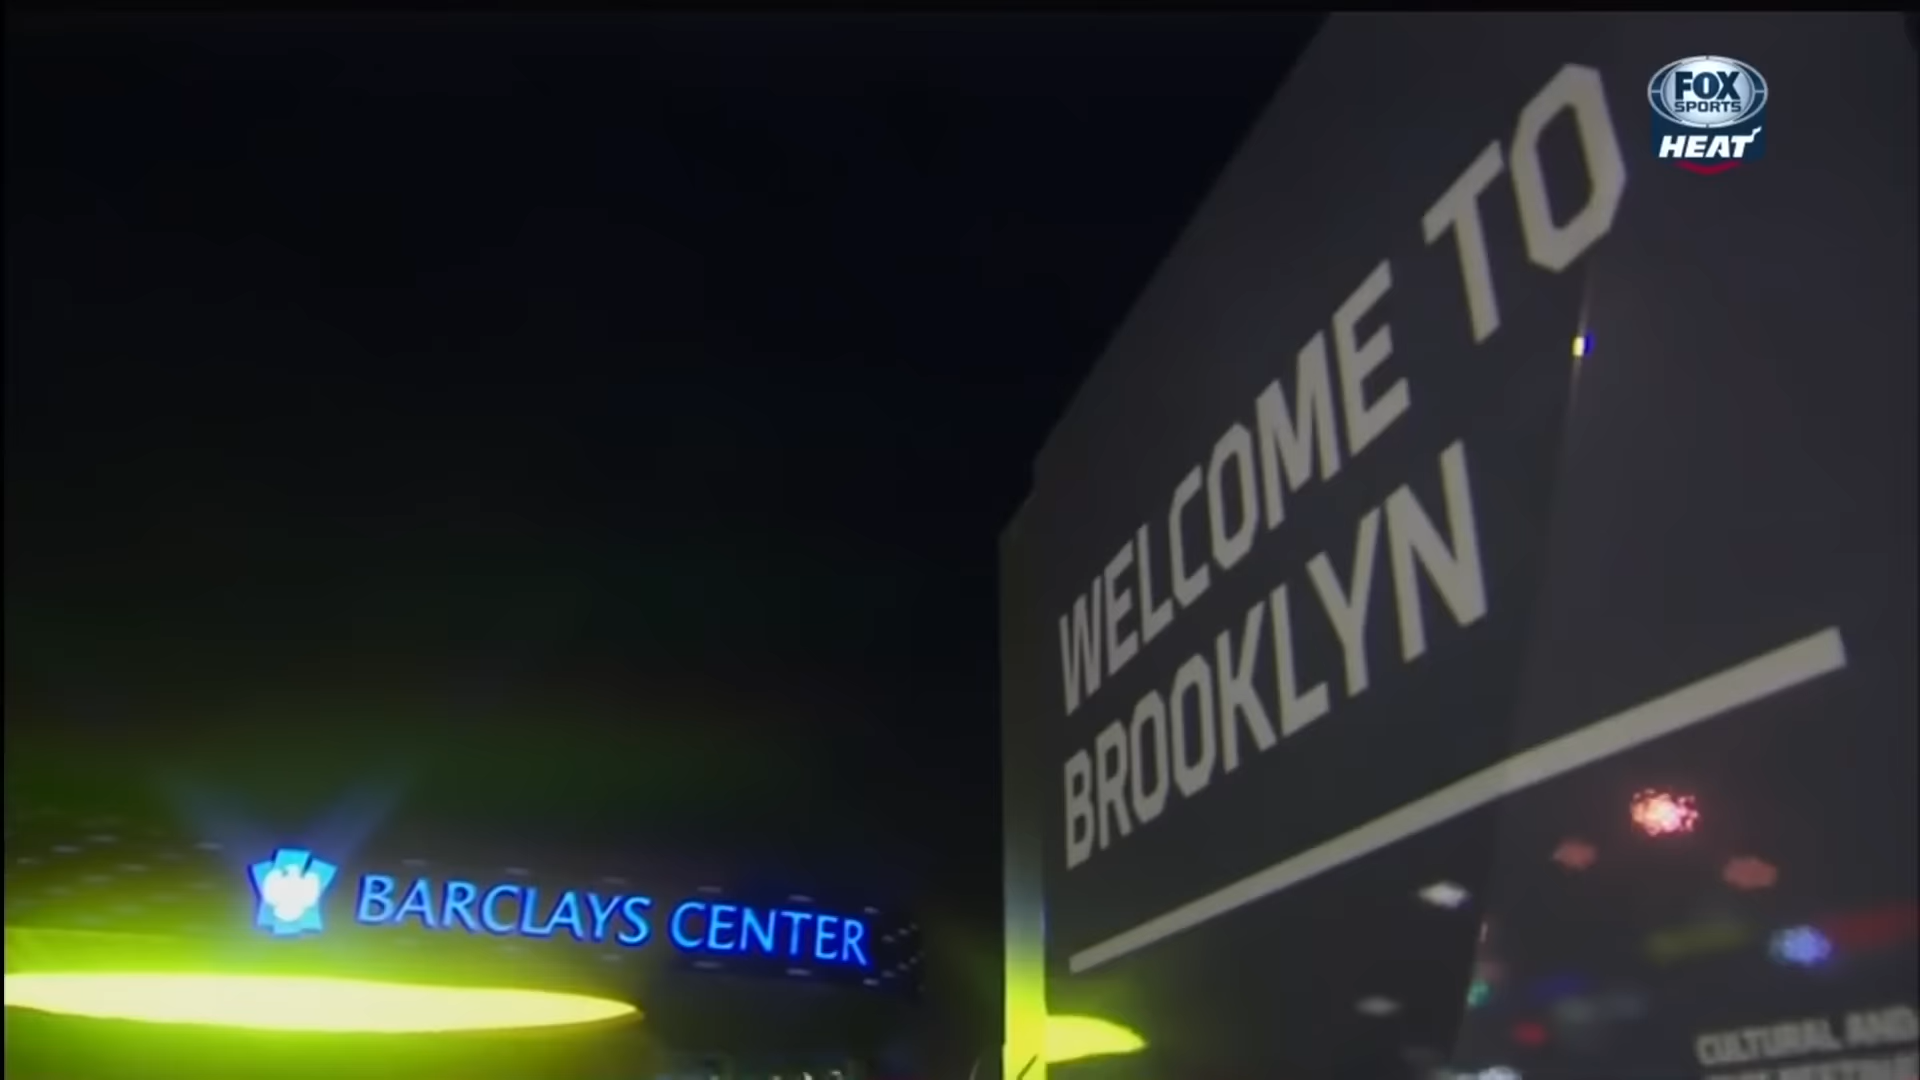 FOX
SPORTS
HEAT
WELCOME TO
BROOKLYN
BARCLAYS CENTER
CULTURAL AND